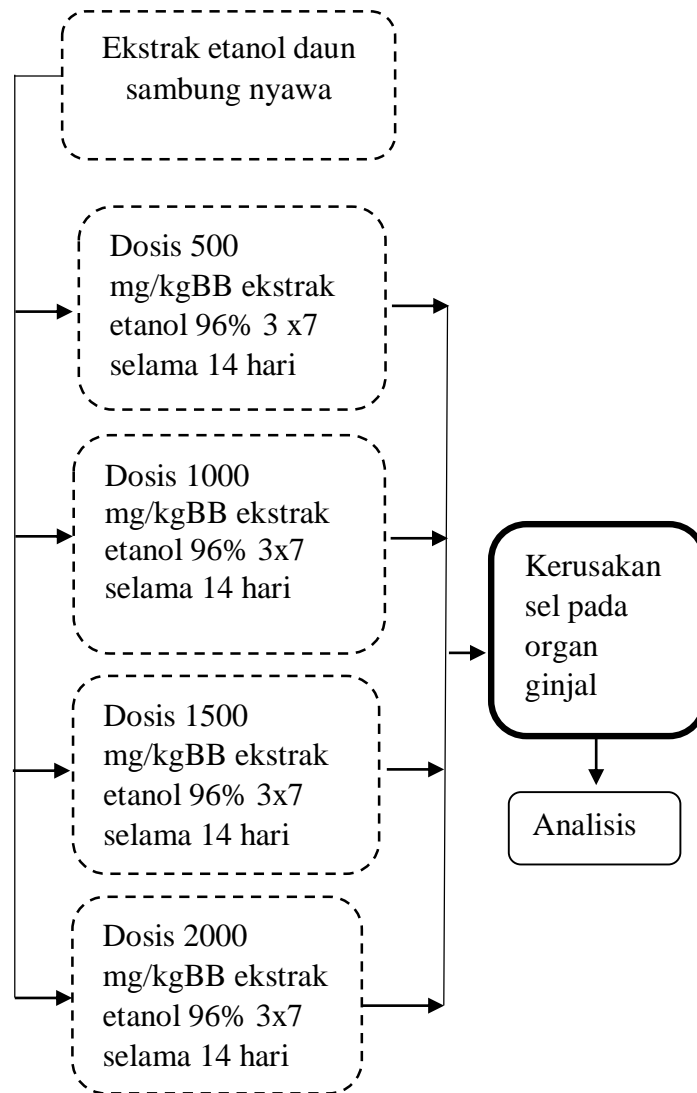 Ekstrak etanol daun
sambung nyawa
Dosis 500
mg/kgBB ekstrak
etanol 96% 3 x7
selama 14 hari
Dosis 1000
mg/kgBB ekstrak
etanol 96% 3x7
selama 14 hari
Dosis 1500
mg/kgBB ekstrak
etanol 96% 3x7
selama 14 hari
Dosis 2000
mg/kgBB ekstrak
etanol 96% 3x7
selama 14 hari
Kerusakan
sel pada
organ
ginjal
Analisis